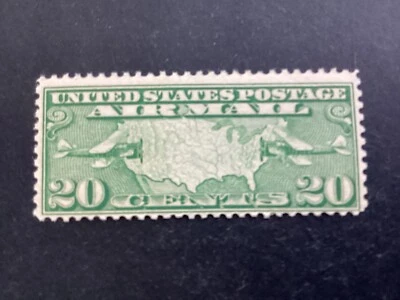 UNITED STATES POSTAGE
AIR MAIL
20 CENTS 20